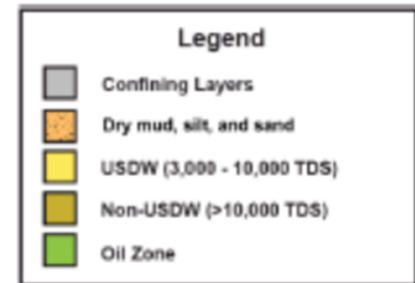 Legend
Confining Layers
Dry mud, silt, and sand
USDW (3,000 - 10,000 TDS)
Non-USDW (>10,000 TDS)
Oil Zone